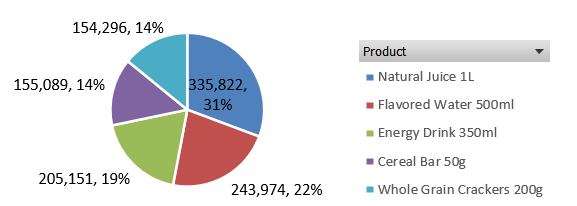 154,296, 14%
335,822,
31%
155,089, 14%
205,151, 19%
243,974, 22%
Product
Natural Juice 1L
Flavored Water 500ml
Energy Drink 350ml
Cereal Bar 50g
Whole Grain Crackers 200g